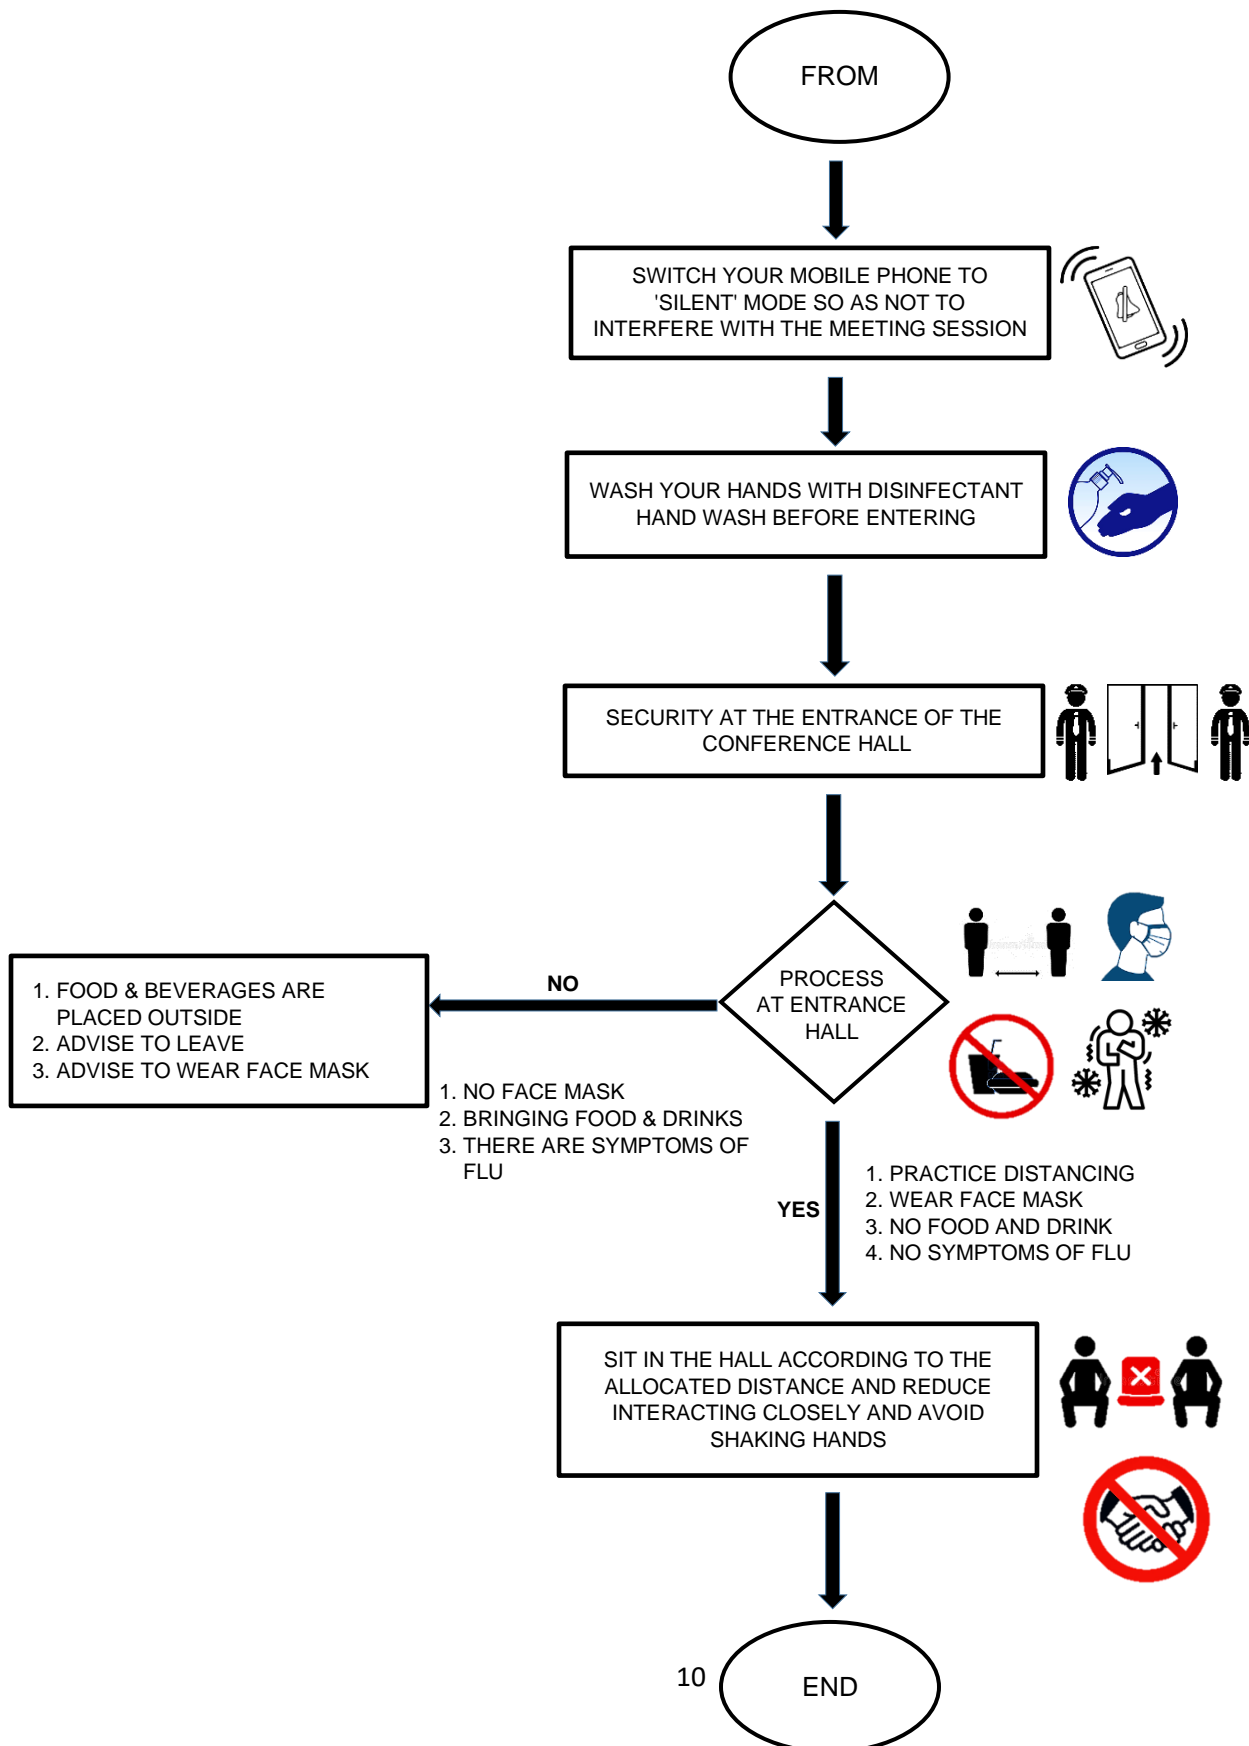 FROM
SWITCH YOUR MOBILE PHONE TO
'SILENT' MODE SO AS NOT TO
INTERFERE WITH THE MEETING SESSION
WASH YOUR HANDS WITH DISINFECTANT
HAND WASH BEFORE ENTERING
SECURITY AT THE ENTRANCE OF THE
CONFERENCE HALL
PROCESS
AT ENTRANCE
HALL
NO
1. FOOD & BEVERAGES ARE
PLACED OUTSIDE
2. ADVISE TO LEAVE
3. ADVISE TO WEAR FACE MASK
1. NO FACE MASK
2. BRINGING FOOD & DRINKS
3. THERE ARE SYMPTOMS OF
FLU
YES
1. PRACTICE DISTANCING
2. WEAR FACE MASK
3. NO FOOD AND DRINK
4. NO SYMPTOMS OF FLU
SIT IN THE HALL ACCORDING TO THE
ALLOCATED DISTANCE AND REDUCE
INTERACTING CLOSELY AND AVOID
SHAKING HANDS
10
END